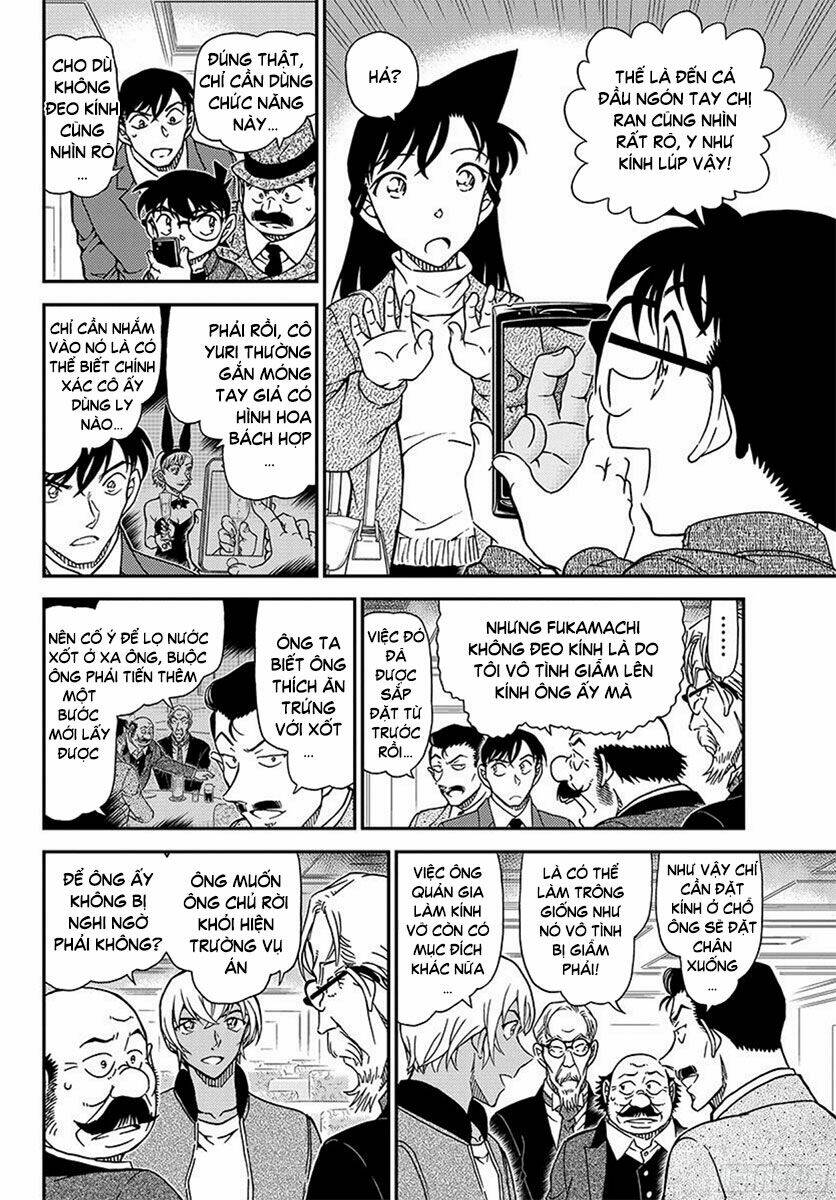 THẾ LÀ ĐẾN CẢ
ĐẦU NGÓN TAY CHỊ
RAN CŨNG NHÌN
RẤT RÕ, Y NHƯ
KÍNH LÚP VẬY!
HẢ?
ĐÚNG THẬT,
CHỈ CẦN DÙNG
CHỨC NĂNG
NÀY...
CHO DÙ
KHÔNG
ĐEO KÍNH
CŨNG
NHÌN RÕ
...
PHẢI RỒI, CÔ
YURI THƯỜNG
GẮN MÓNG
TAY GIẢ CÓ
HÌNH HOA
BÁCH HỢP
...
CHỈ CẦN NHẮM
VÀO NÓ LÀ CÓ
THỂ BIẾT CHÍNH
XÁC CÔ ẤY
DÙNG LY
NÀO...
......
NHƯNG FUKAMACHI
KHÔNG ĐEO KÍNH LÀ DO
TÔI VÔ TÌNH GIẪM LÊN
KÍNH ÔNG ẤY MÀ
VIỆC ĐÓ
ĐÃ
ĐƯỢC
SẮP
ĐẶT TỪ
TRƯỚC
RỒI...
ÔNG TA
BIẾT ÔNG
THÍCH ĂN
TRỨNG
VỚI XỐT
...
NÊN CỐ Ý ĐỂ LỌ NƯỚC
XỐT Ở XA ÔNG, BUỘC
ÔNG PHẢI TIẾN THÊM
MỘT
BƯỚC
MỚI LẤY
ĐƯỢC
NHƯ VẬY CHỈ
CẦN ĐẶT
KÍNH Ở CHỖ
ÔNG SẼ ĐẶT
CHÂN
XUỐNG
...
LÀ CÓ THỂ
LÀM TRÔNG
GIỐNG NHƯ
NÓ VÔ TÌNH
BỊ GIẪM
PHẢI!
VIỆC ÔNG
QUẢN GIA
LÀM KÍNH
VỠ CÒN CÓ
MỤC ĐÍCH
KHÁC NỮA
...
ÔNG MUỐN
ÔNG CHỦ RỜI
KHỎI HIỆN
TRƯỜNG VỤ
ÁN
ĐỂ ÔNG ẤY
KHÔNG BỊ
NGHI NGỜ
PHẢI KHÔNG?